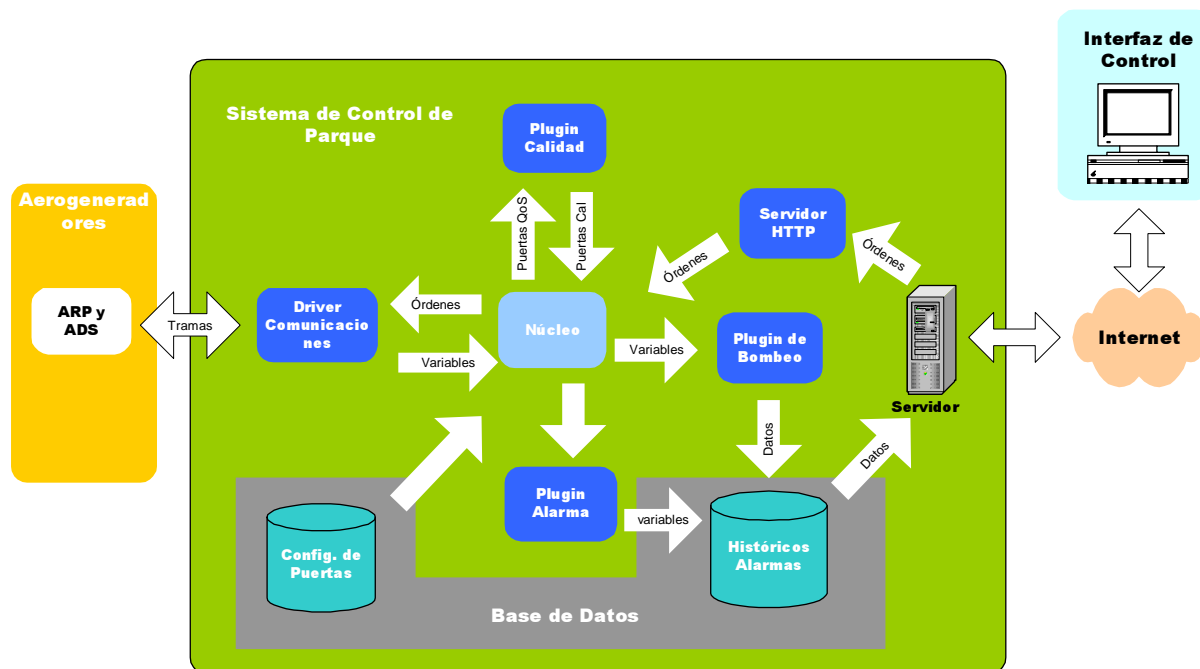 Interfaz de
Control
Sistema de Control de
Parque
Plugin
Calidad
Aerogenerad
ores
Puertas QoS
Puertas Cal
Servidor
HTTP
Órdenes
Órdenes
ARP y
ADS
Tramas
Driver
Comunicacio
nes
Órdenes
Variables
Núcleo
Variables
Plugin de
Bombeo
Internet
Servidor
Datos
Datos
Plugin
Alarma
variables
Config. de
Puertas
Históricos
Alarmas
Base de Datos